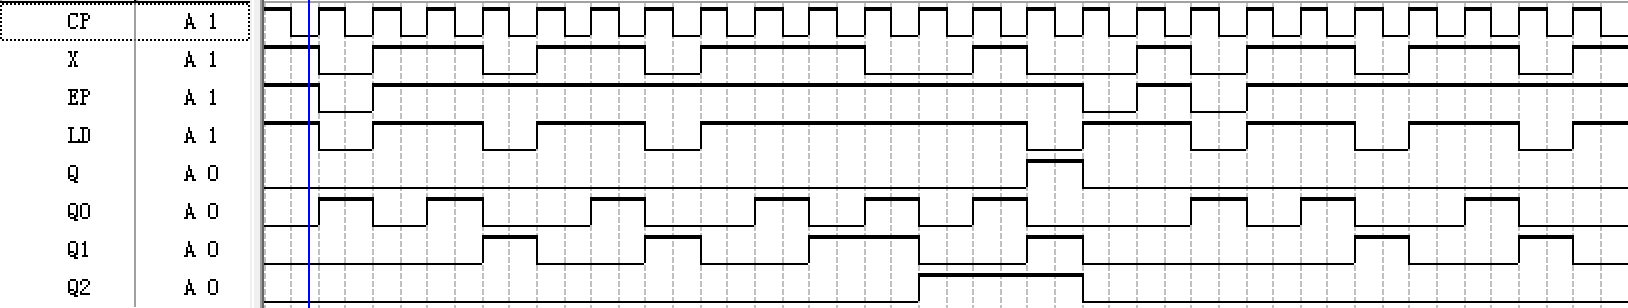 CP A 1
X A 1
EP A 1
LD A 1
Q A 0
Q0 A 0
Q1 A 0
Q2 A 0